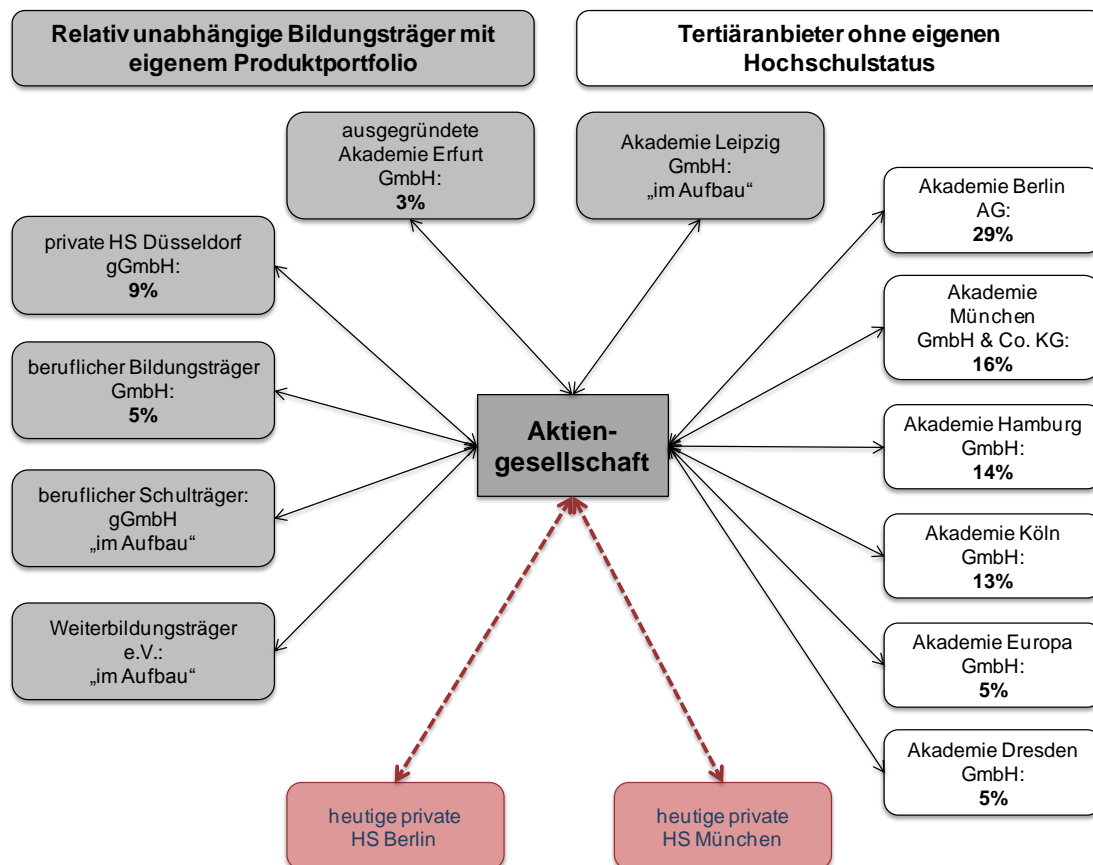 Relativ unabhängige Bildungsträger mit
eigenem Produktportfolio
Tertiäranbieter ohne eigenen
Hochschulstatus
ausgegründete
Akademie Erfurt
GmbH:
3%
Akademie Leipzig
GmbH:
„im Aufbau“
private HS Düsseldorf
gGmbH:
9%
beruflicher Bildungsträger
GmbH:
5%
beruflicher Schulträger:
gGmbH
„im Aufbau“
Weiterbildungsträger
e.V.:
„im Aufbau“
Aktien-
gesellschaft
Akademie Berlin
AG:
29%
Akademie
München
GmbH & Co. KG:
16%
Akademie Hamburg
GmbH:
14%
Akademie Köln
GmbH:
13%
Akademie Europa
GmbH:
5%
Akademie Dresden
GmbH:
5%
heutige private
HS Berlin
heutige private
HS München